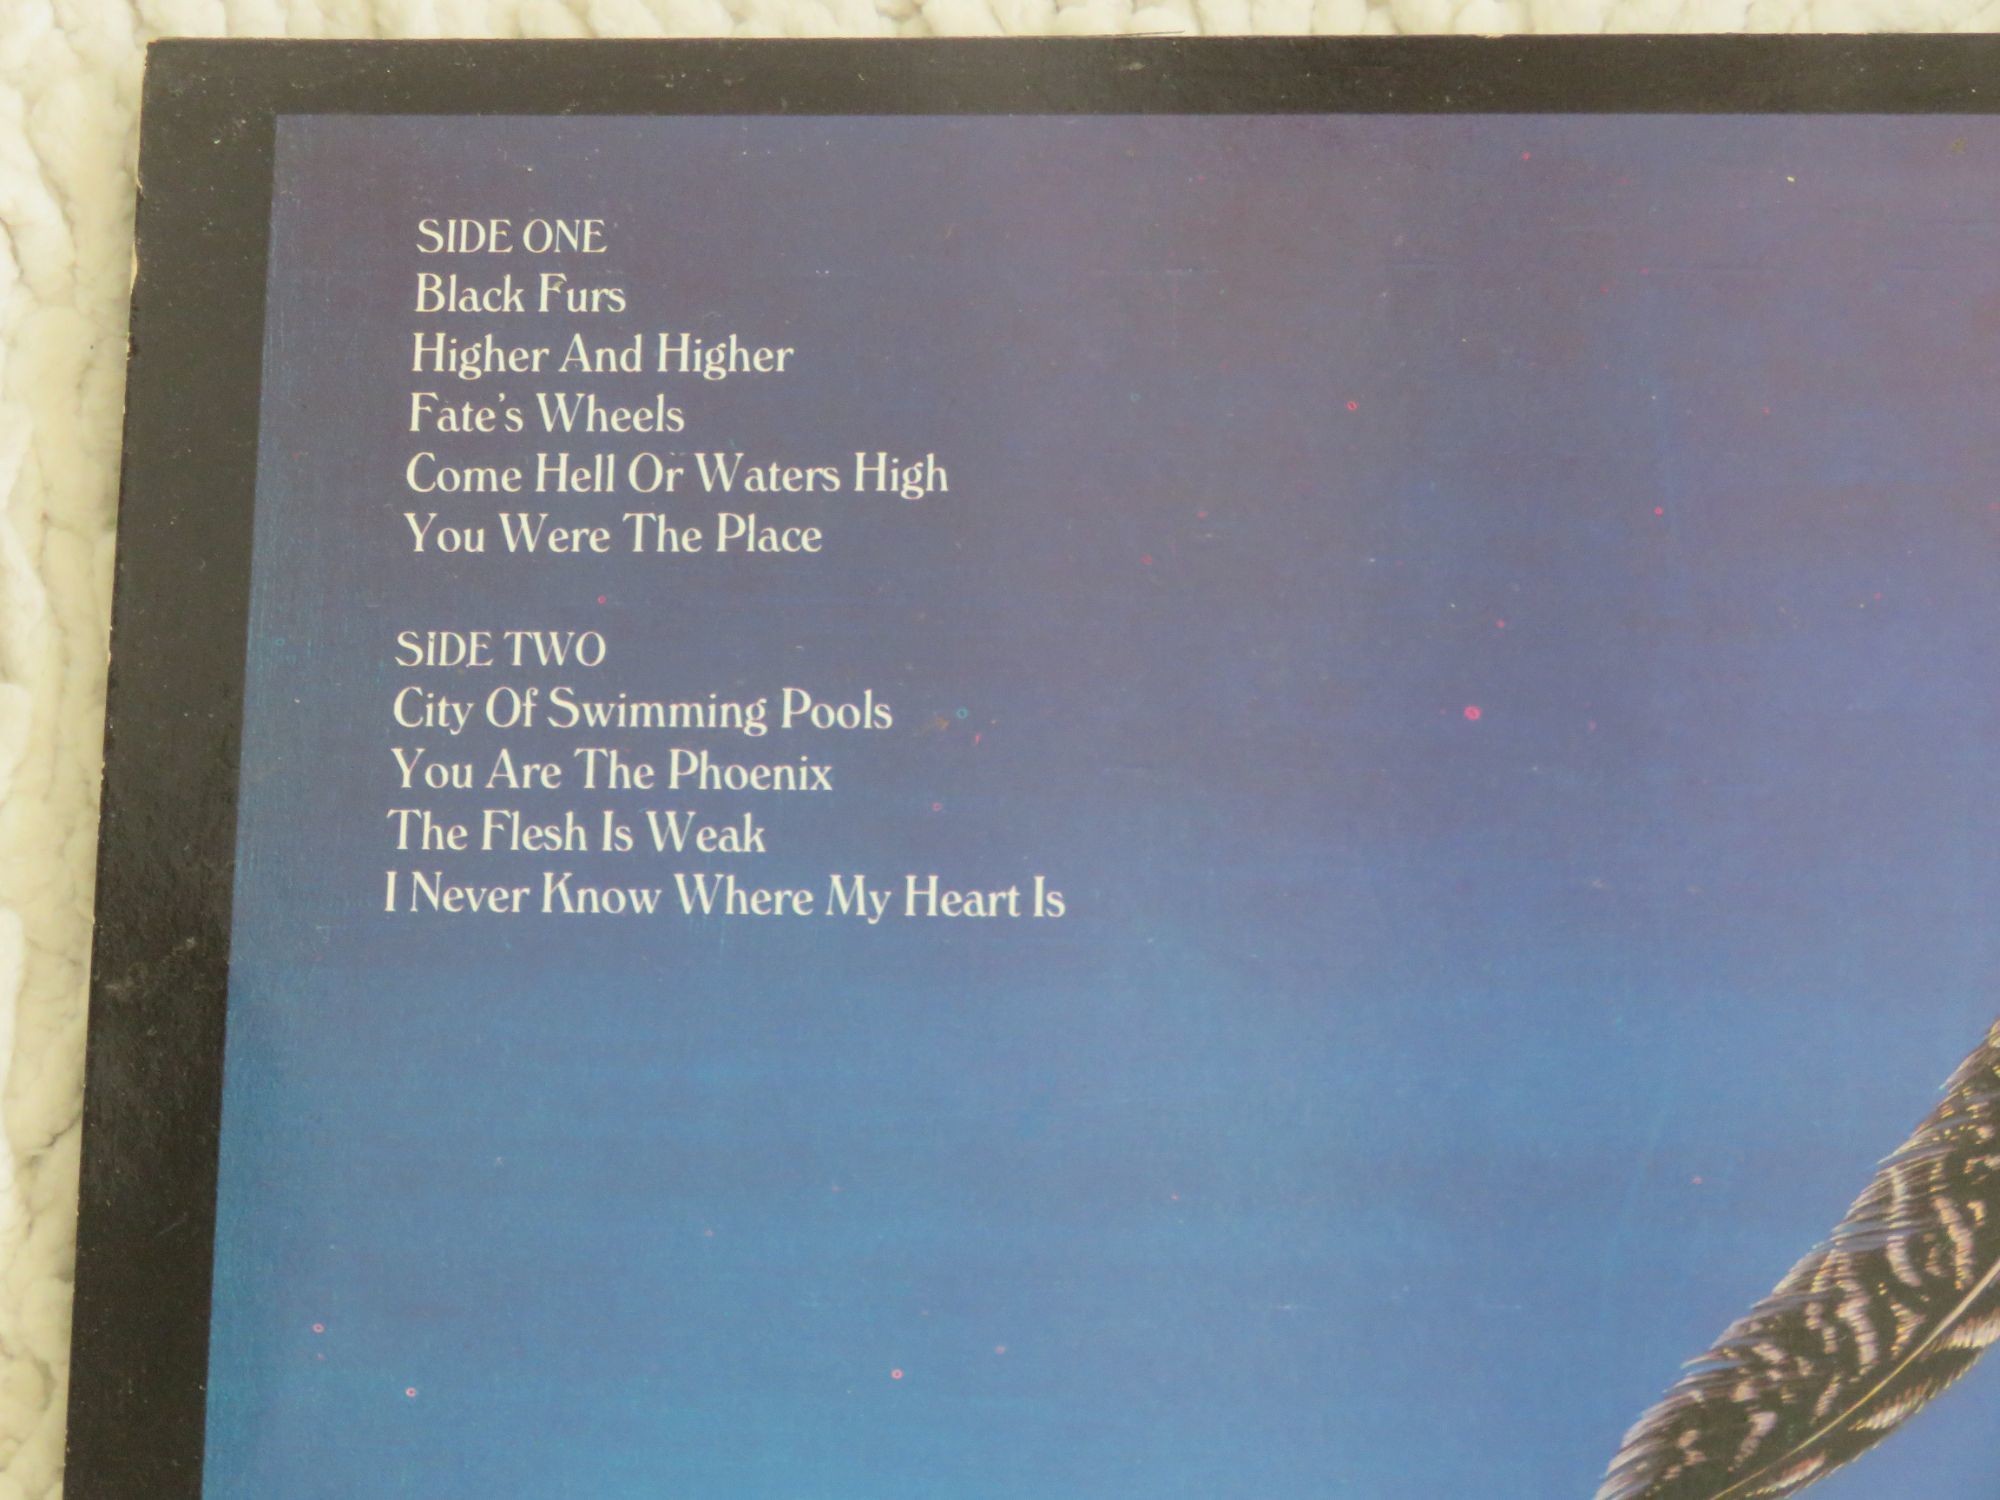 SIDE ONE
Black Furs
Higher And Higher
Fate's Wheels
Come Hell Or Waters High
You Were The Place
SIDE TWO
City Of Swimming Pools
You Are The Phoenix
The Flesh Is Weak
I Never Know Where My Heart Is